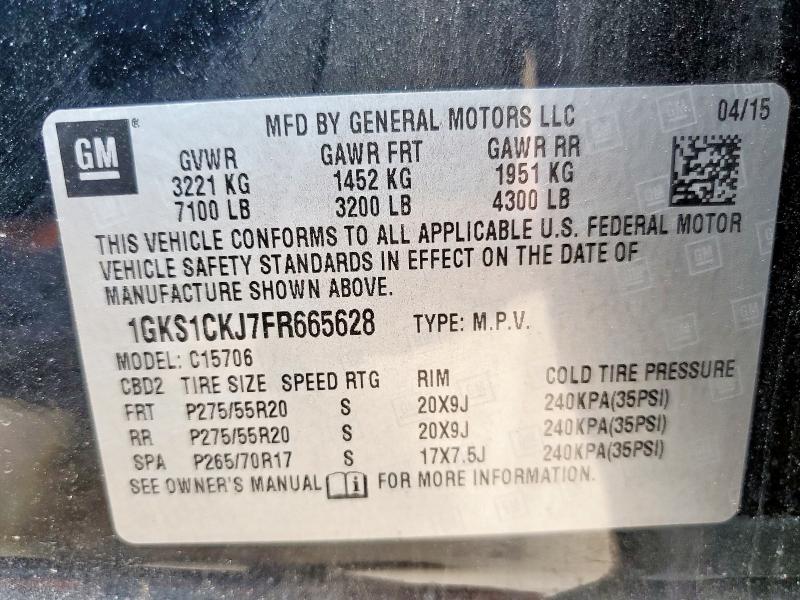 GM ®
MFD BY GENERAL MOTORS LLC 04/15
GVWR GAWR FRT GAWR RR
3221 KG 1452 KG 1951 KG
7100 LB 3200 LB 4300 LB
THIS VEHICLE CONFORMS TO ALL APPLICABLE U.S. FEDERAL MOTOR
VEHICLE SAFETY STANDARDS IN EFFECT ON THE DATE OF
MANUFACTURE SHOWN ABOVE.
1GKS1CKJ7FR665628 TYPE: M.P.V.
MODEL: C15706
CBD2 TIRE SIZE SPEED RTG RIM COLD TIRE PRESSURE
FRT P275/55R20 S 20X9J 240KPA(35PSI)
RR P275/55R20 S 20X9J 240KPA(35PSI)
SPA P265/70R17 S 17X7.5J 240KPA(35PSI)
SEE OWNER'S MANUAL FOR MORE INFORMATION.